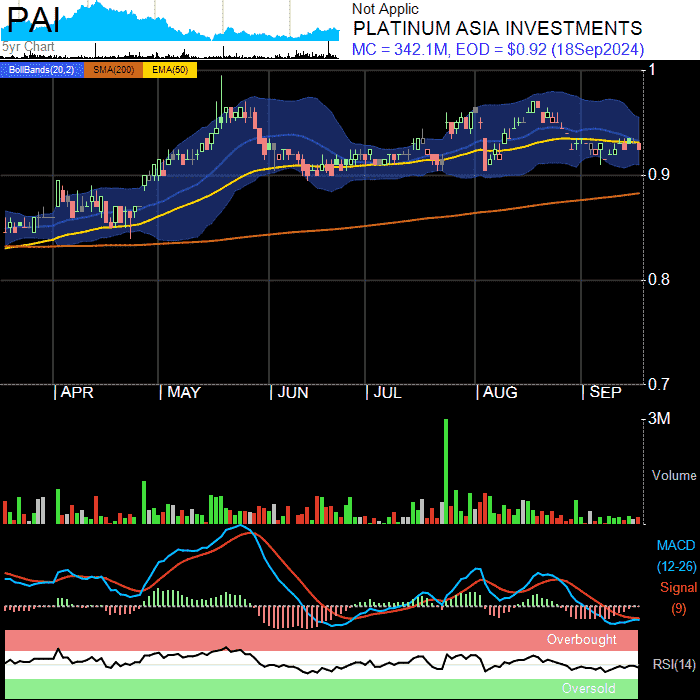 PAI
5yr Chart
Not Applic
PLATINUM ASIA INVESTMENTS
MC = 342.1M, EOD = $0.92 (18Sep2024)
BollBands(20,2) SMA(200) EMA(50)
1
0.9
0.8
0.7
APR MAY JUN JUL AUG SEP
3M
Volume
MACD
(12-26)
Signal
(9)
Overbought
RSI(14)
Oversold